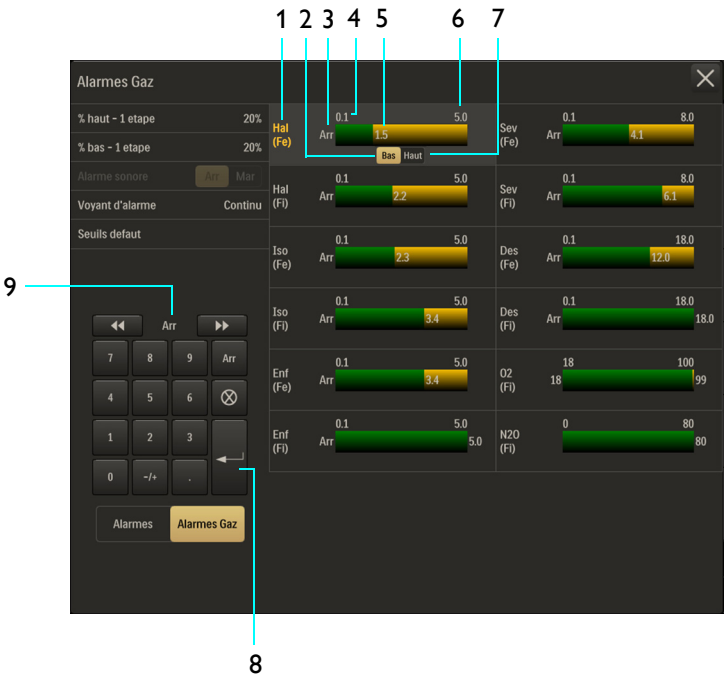 1 2 3 4 5 6 7
Alarmes Gaz
% haut - 1 etape 20%
% bas - 1 etape 20%
Alarme sonore Arr Mar
Voyant d'alarme Continu
Seuils defaut
9
Arr
7 8 9 Arr
4 5 6
1 2 3
0 -/+ .
Alarmes Alarmes Gaz
8
0.1 5.0
Hal (Fe) Arr 1.5
Bas Haut
0.1 5.0
Hal (Fi) Arr 2.2
0.1 5.0
Iso (Fe) Arr 2.3
0.1 5.0
Iso (Fi) Arr 3.4
0.1 5.0
Enf (Fe) Arr 3.4
0.1 5.0
Enf (Fi) Arr 5.0
0.1 8.0
Sev (Fe) Arr 4.1
0.1 8.0
Sev (Fi) Arr 6.1
0.1 18.0
Des (Fe) Arr 12.0
0.1 18.0
Des (Fi) Arr 18.0
18 100
O2 (Fi) 18 99
0 80
N2O (Fi) 80